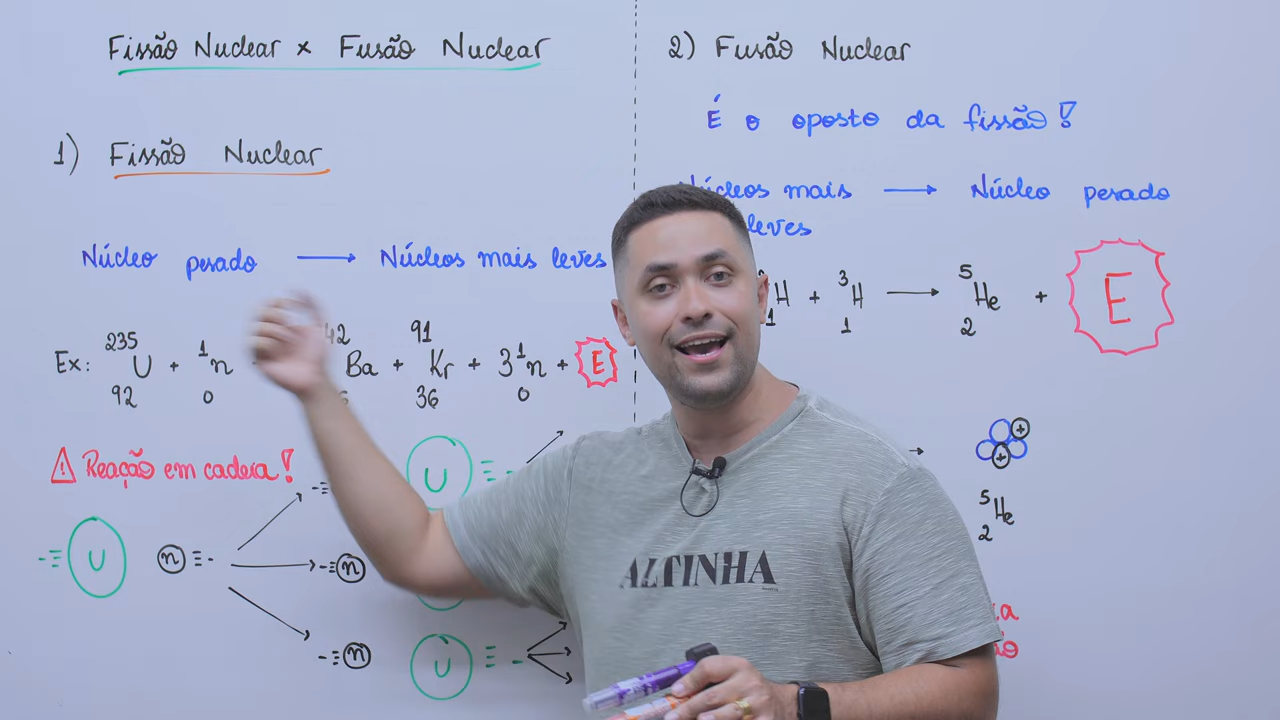 Fissão Nuclear x Fusão Nuclear
1) Fissão Nuclear
Núcleo pesado → Núcleos mais leves
Ex: 235 92 U + 1 0 n Ba + 91 36 Kr + 3 1 0 n + E
Reação em cadeia!
U n n n U U
2) Fusão Nuclear
É o oposto da fissão!
Núcleos mais leves → Núcleo pesado
1 H + 3 1 H → 5 2 He + E
→ + +
5 2 He
ALTINHA